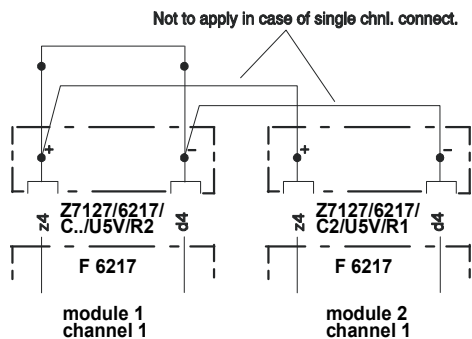 Not to apply in case of single chnl. connect.
+ - + -
z4 Z7127/6217/ d4 z4 Z7127/6217/ d4
C../U5V/R2 C2/U5V/R1
F 6217 F 6217
module 1 module 2
channel 1 channel 1